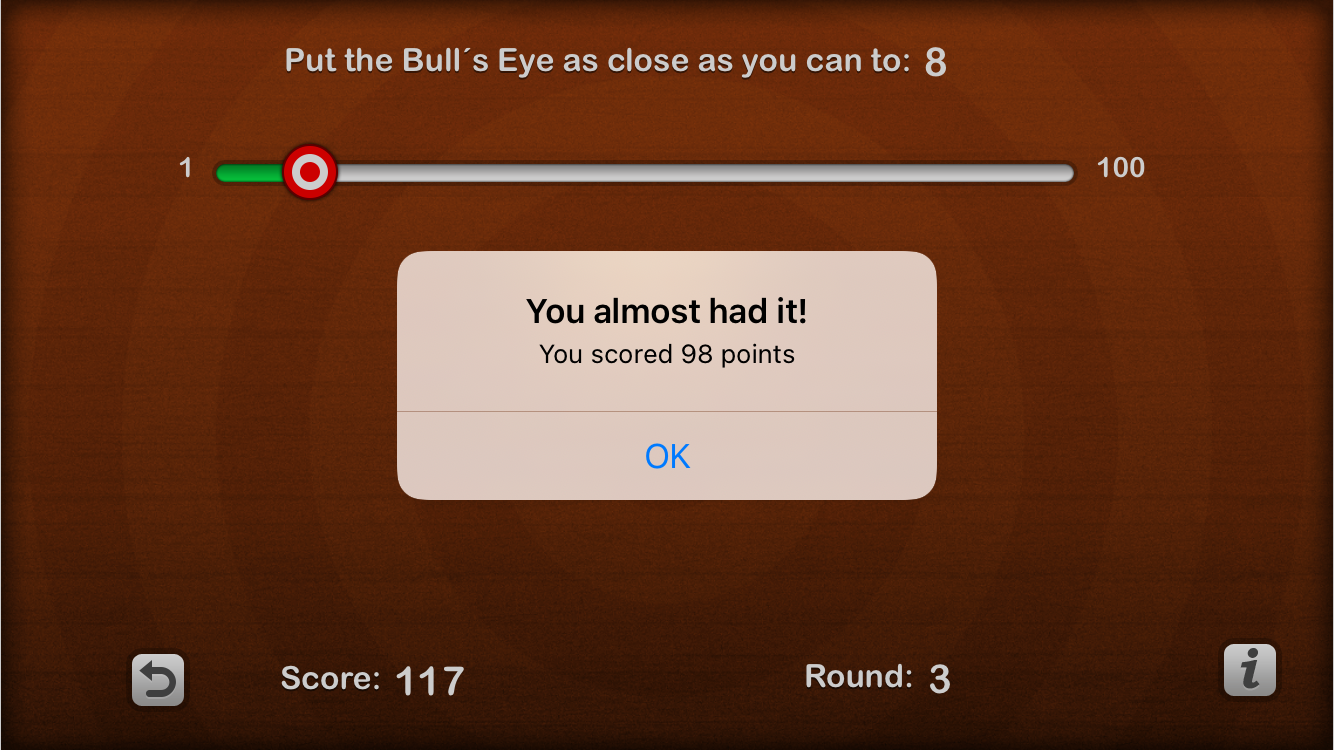 Put the Bull´s Eye as close as you can to: 8
1 100
You almost had it!
You scored 98 points
OK
Score: 117 Round: 3 i